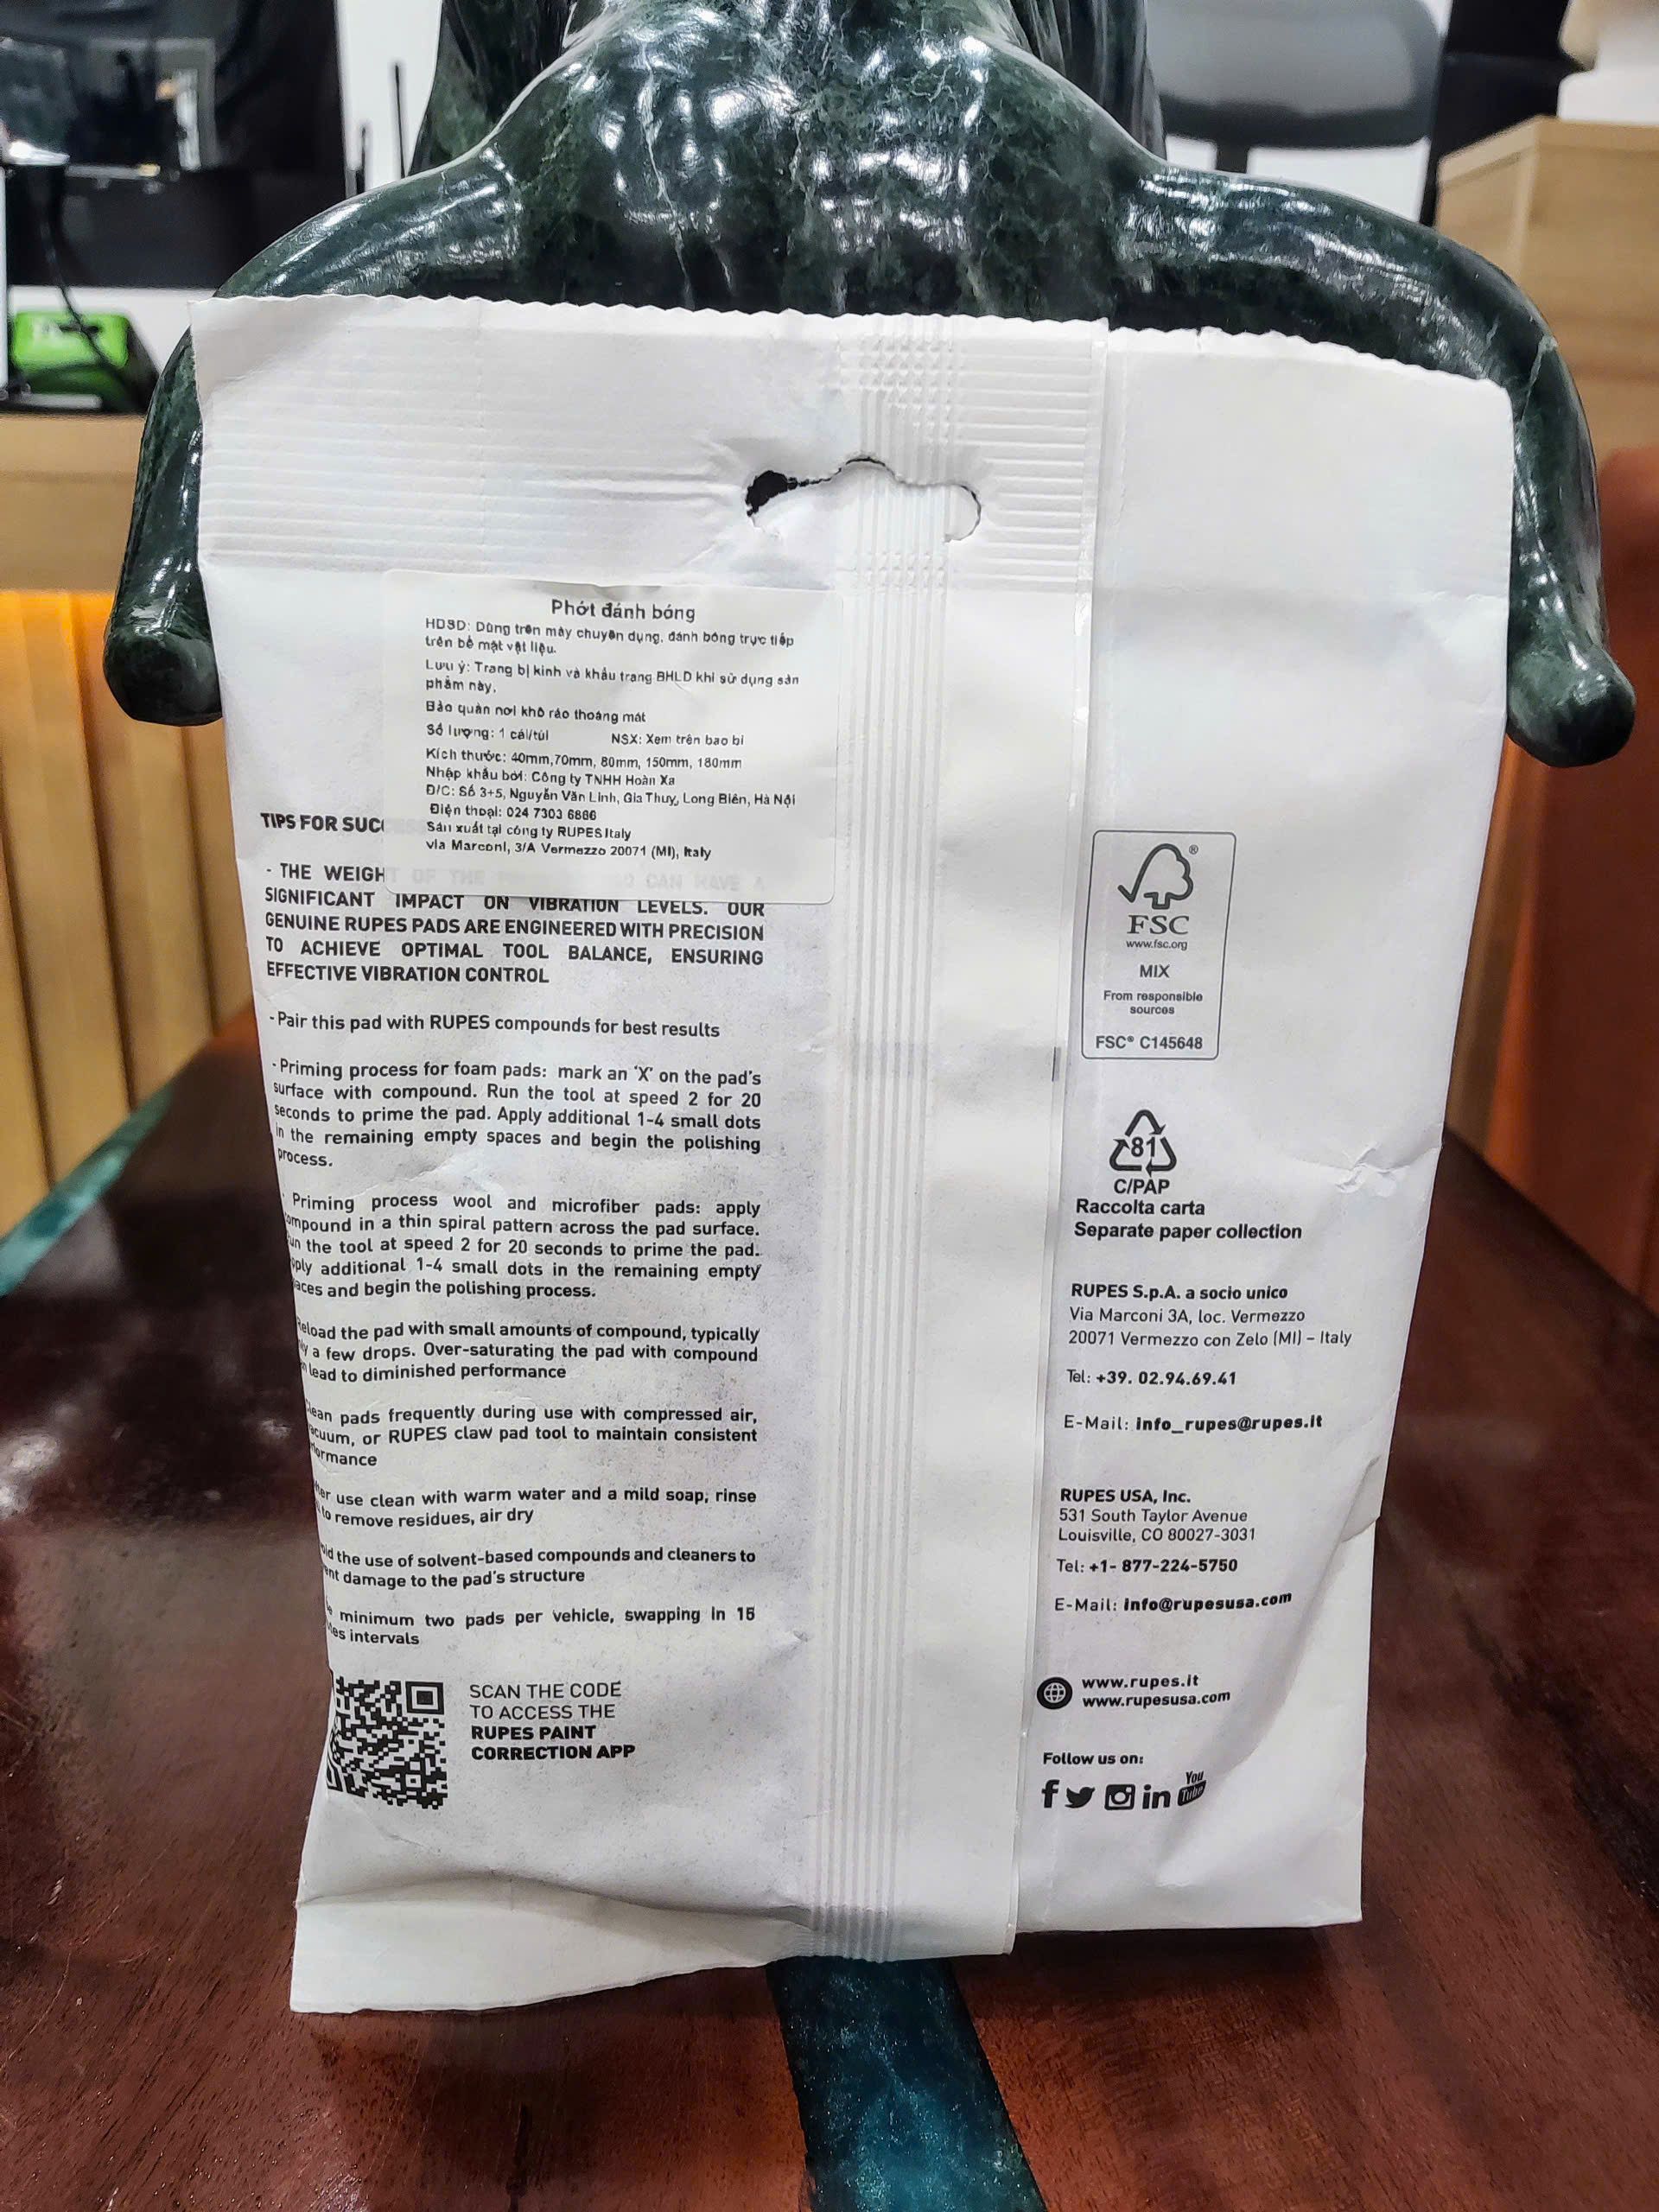 Phớt đánh bóng
HDSD: Dùng trên máy chuyên dụng, đánh bóng trực tiếp
trên bề mặt vật liệu.
Lưu ý: Trang bị kính và khẩu trang BHLD khi sử dụng sản
phẩm này.
Bảo quản nơi khô ráo thoáng mát
Số lượng: 1 cái/túi NSX: Xem trên bao bì
Kích thước: 40mm,70mm, 80mm, 150mm, 180mm
Nhập khẩu bởi: Công ty TNHH Hoàn Xa
Đ/C: Số 3+5, Nguyễn Văn Linh, Gia Thuỵ, Long Biên, Hà Nội
Điện thoại: 024 7303 6866
Sản xuất tại công ty RUPES Italy
via Marconi, 3/A Vermezzo 20071 (MI), Italy
TIPS FOR
- THE CAN HAVE A
SIGNIFICANT IMPACT ON VIBRATION LEVELS. OUR
GENUINE RUPES PADS ARE ENGINEERED WITH PRECISION
TO ACHIEVE OPTIMAL TOOL BALANCE, ENSURING
EFFECTIVE VIBRATION CONTROL
- Pair this pad with RUPES compounds for best results
- Priming process for foam pads: mark an ‘X’ on the pad’s
surface with compound. Run the tool at speed 2 for 20
seconds to prime the pad. Apply additional 1-4 small dots
in the remaining empty spaces and begin the polishing
process.
- Priming process wool and microfiber pads: apply
compound in a thin spiral pattern across the pad surface.
the tool at speed 2 for 20 seconds to prime the pad.
additional 1-4 small dots in the remaining empty
and begin the polishing process.
the pad with small amounts of compound, typically
a few drops. Over-saturating the pad with compound
lead to diminished performance
pads frequently during use with compressed air,
or RUPES claw pad tool to maintain consistent
use clean with warm water and a mild soap, rinse
to remove residues, air dry
the use of solvent-based compounds and cleaners to
damage to the pad’s structure
minimum two pads per vehicle, swapping in 15
intervals
SCAN THE CODE
TO ACCESS THE
RUPES PAINT
CORRECTION APP
FSC®
www.fsc.org
MIX
From responsible
sources
FSC® C145648
81
C/PAP
Raccolta carta
Separate paper collection
RUPES S.p.A. a socio unico
Via Marconi 3A, loc. Vermezzo
20071 Vermezzo con Zelo (MI) – Italy
Tel: +39. 02.94.69.41
E-Mail: info_rupes@rupes.it
RUPES USA, Inc.
531 South Taylor Avenue
Louisville, CO 80027-3031
Tel: +1- 877-224-5750
E-Mail: info@rupesusa.com
www.rupes.it
www.rupesusa.com
Follow us on:
f in You Tube